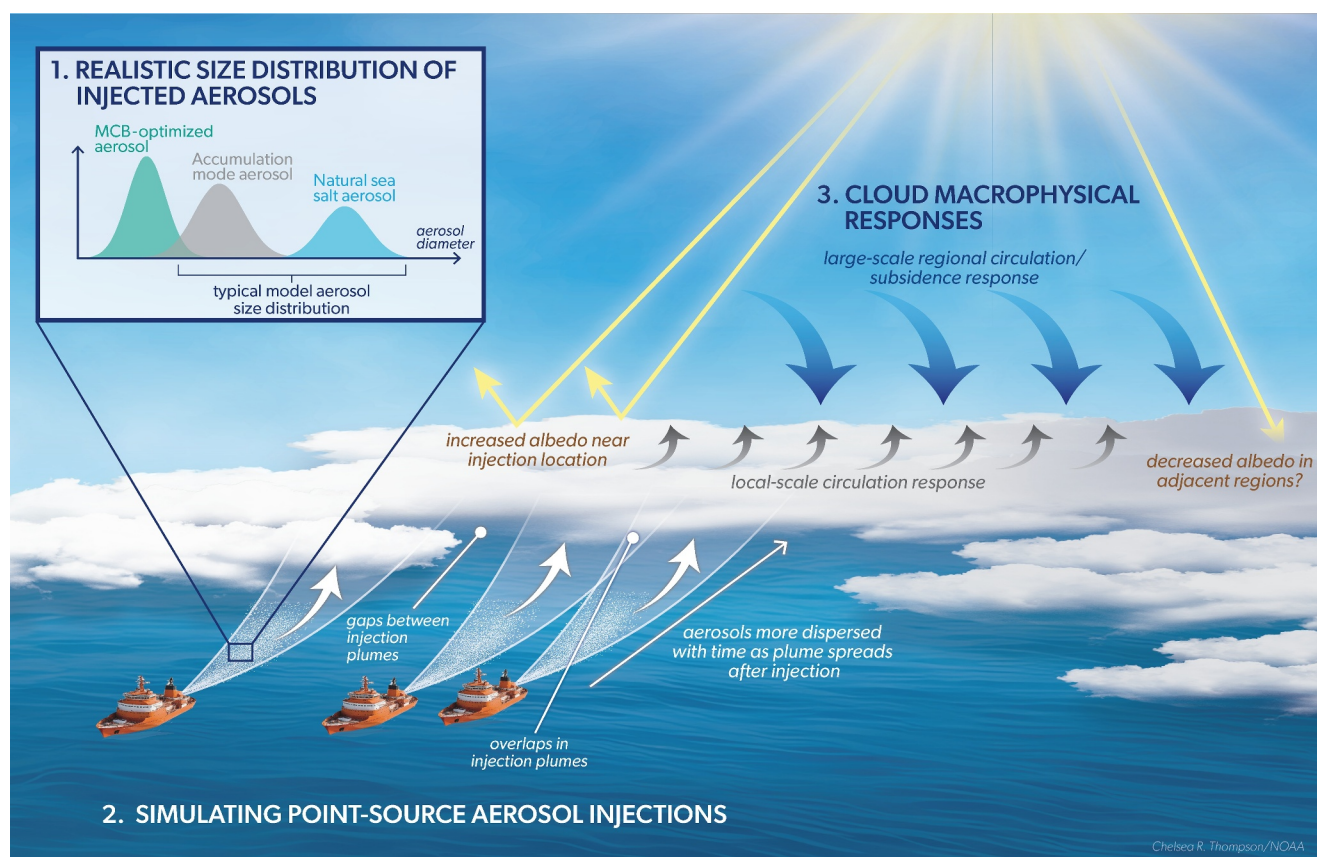 1. REALISTIC SIZE DISTRIBUTION OF
INJECTED AEROSOLS
MCB-optimized
aerosol
Accumulation
mode aerosol
Natural sea
salt aerosol
aerosol
diameter
typical model aerosol
size distribution
3. CLOUD MACROPHYSICAL
RESPONSES
large-scale regional circulation/
subsidence response
increased albedo near
injection location
local-scale circulation response
decreased albedo in
adjacent regions?
gaps between
injection
plumes
aerosols more dispersed
with time as plume spreads
after injection
overlaps in
injection plumes
2. SIMULATING POINT-SOURCE AEROSOL INJECTIONS
Chelsea R. Thompson/NOAA